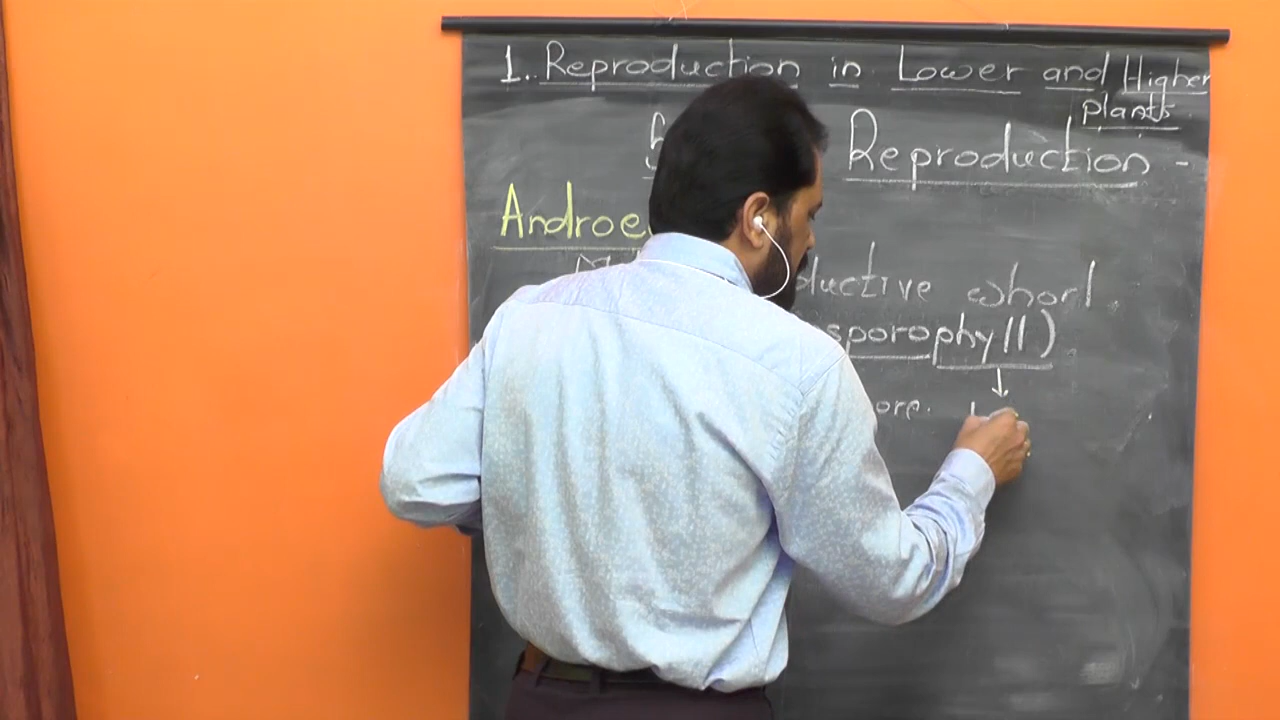 1. Reproduction in Lower and Higher
plants.
Reproduction -
Androe
ductive whorl.
sporophyll)
ore.